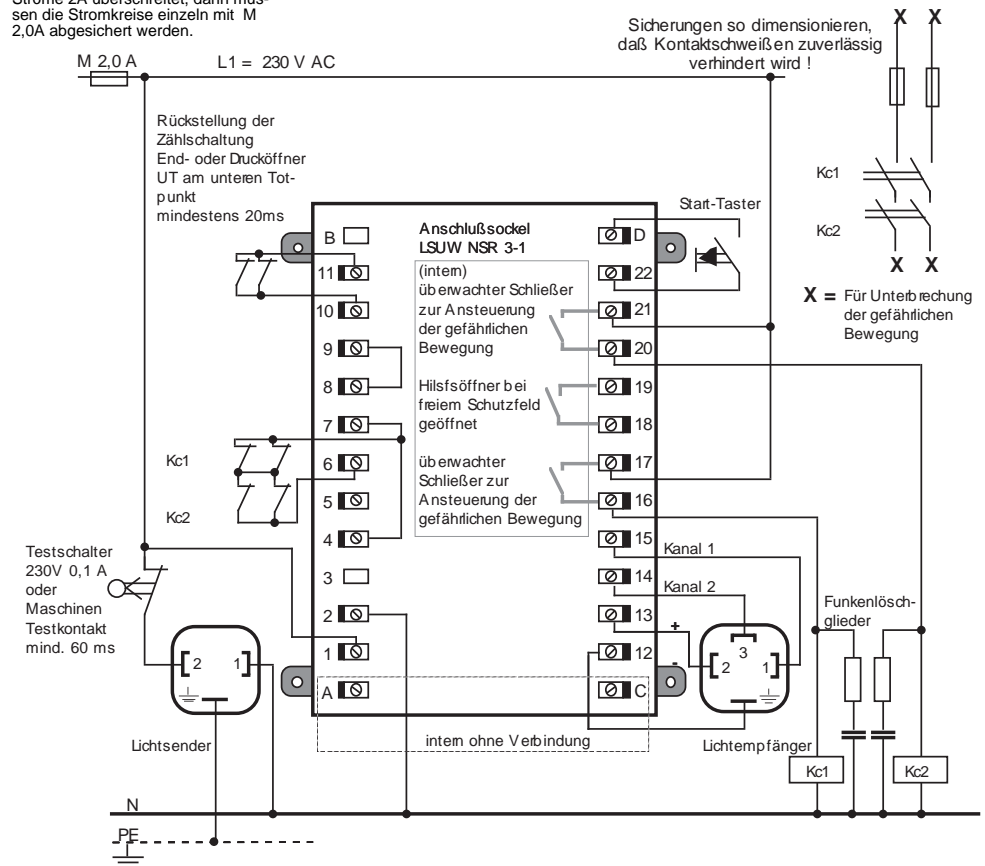 Ströme 2A überschreitet, dann müs-
sen die Stromkreise einzeln mit M
2,0A abgesichert werden.
Sicherungen so dimensionieren,
daß Kontaktschweißen zuverlässig
verhindert wird !
X X
M 2,0 A
L1 = 230 V AC
Rückstellung der
Zählschaltung
End- oder Drucköffner
UT am unteren Tot-
punkt
mindestens 20ms
Kc1
Kc2
X X
X = Für Unterbrechung
der gefährlichen
Bewegung
Start-Taster
Anschlußsockel
LSUW NSR 3-1
(intern)
überwachter Schließer
zur Ansteuerung
der gefährlichen
Bewegung
Hilsfsöffner bei
freiem Schutzfeld
geöffnet
überwachter
Schließer zur
Ansteuerung der
gefährlichen Bewegung
B
11
10
9
8
7
6
5
4
3
2
1
A
D
22
21
20
19
18
17
16
15
14
13
12
C
Kc1
Kc2
Testschalter
230V 0,1 A
oder
Maschinen
Testkontakt
mind. 60 ms
2 1
Lichtsender
intern ohne Verbindung
Kanal 1
Kanal 2
+
-
3
2 1
Lichtempfänger
Funkenlösch-
glieder
Kc1
Kc2
N
PE